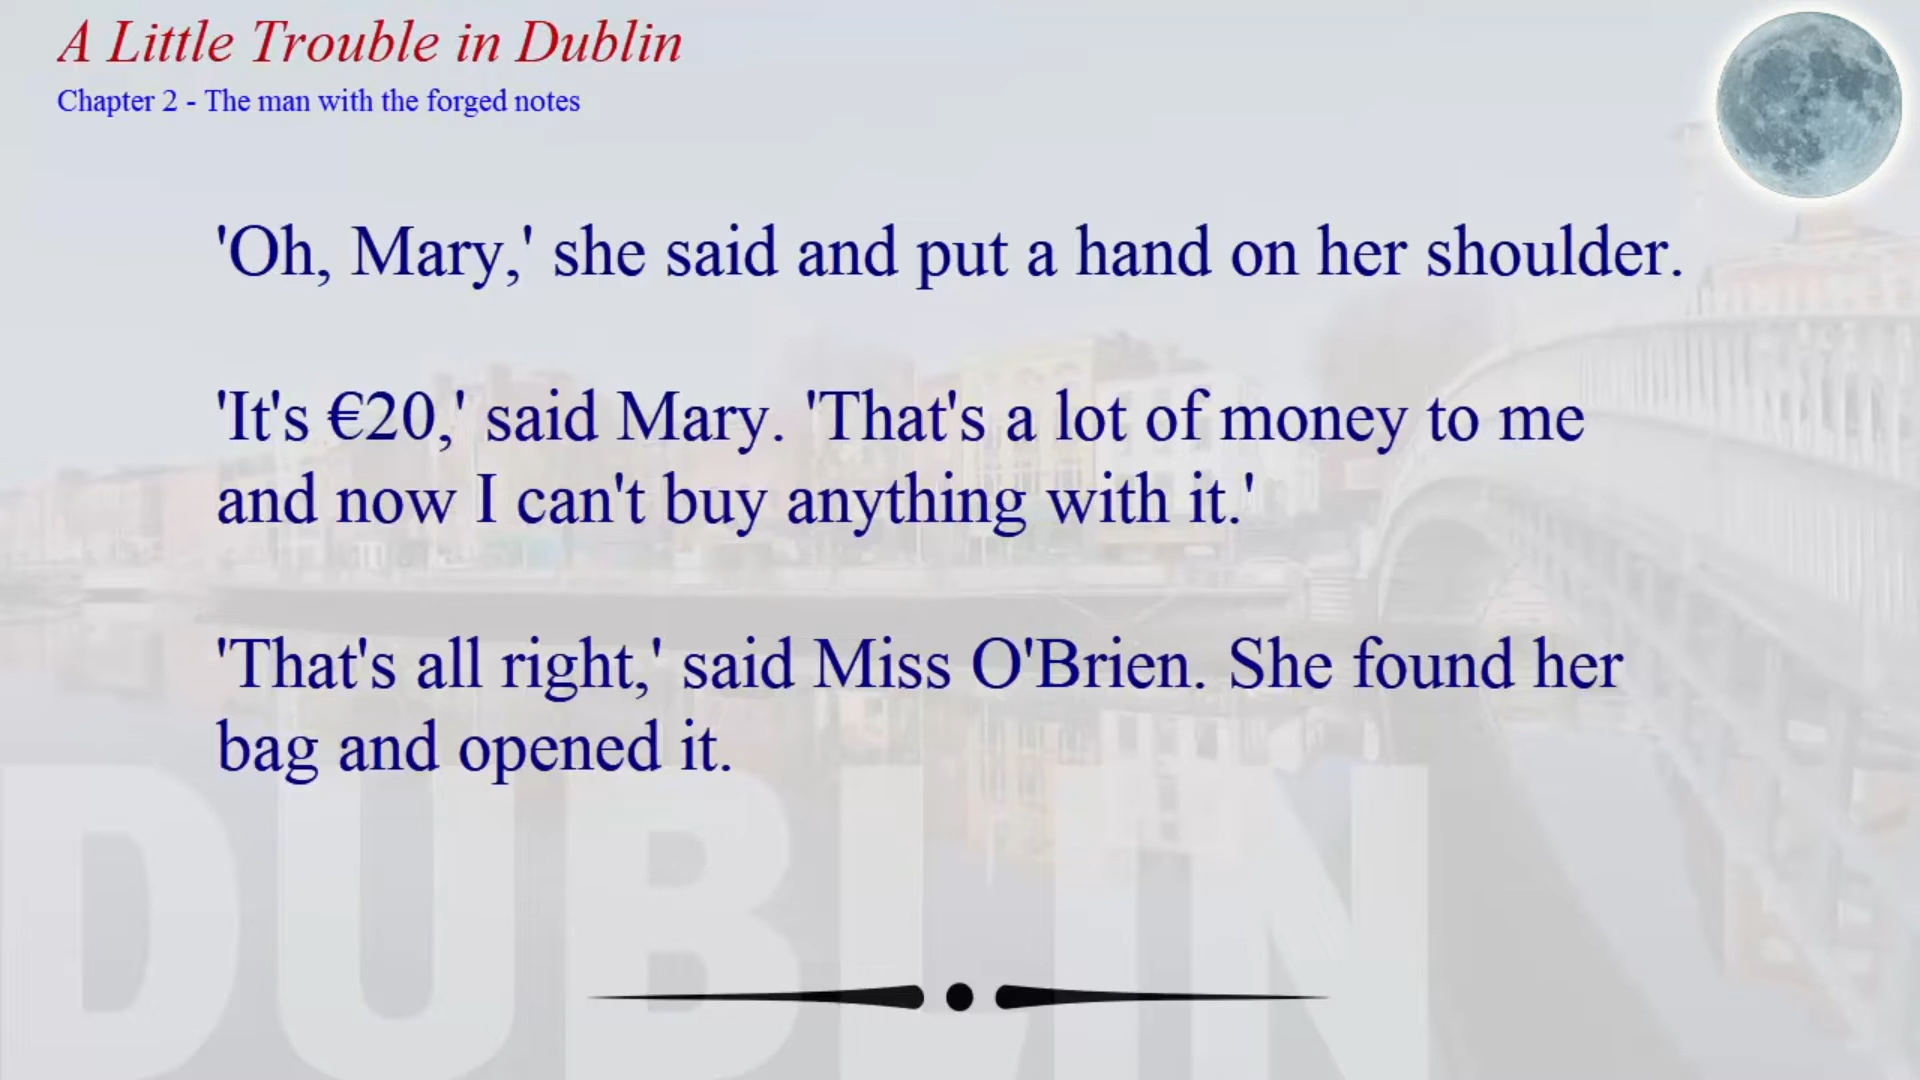 A Little Trouble in Dublin
Chapter 2 - The man with the forged notes
'Oh, Mary,' she said and put a hand on her shoulder.
'It's €20,' said Mary. 'That's a lot of money to me
and now I can't buy anything with it.'
'That's all right,' said Miss O'Brien. She found her
bag and opened it.
DUBLIN